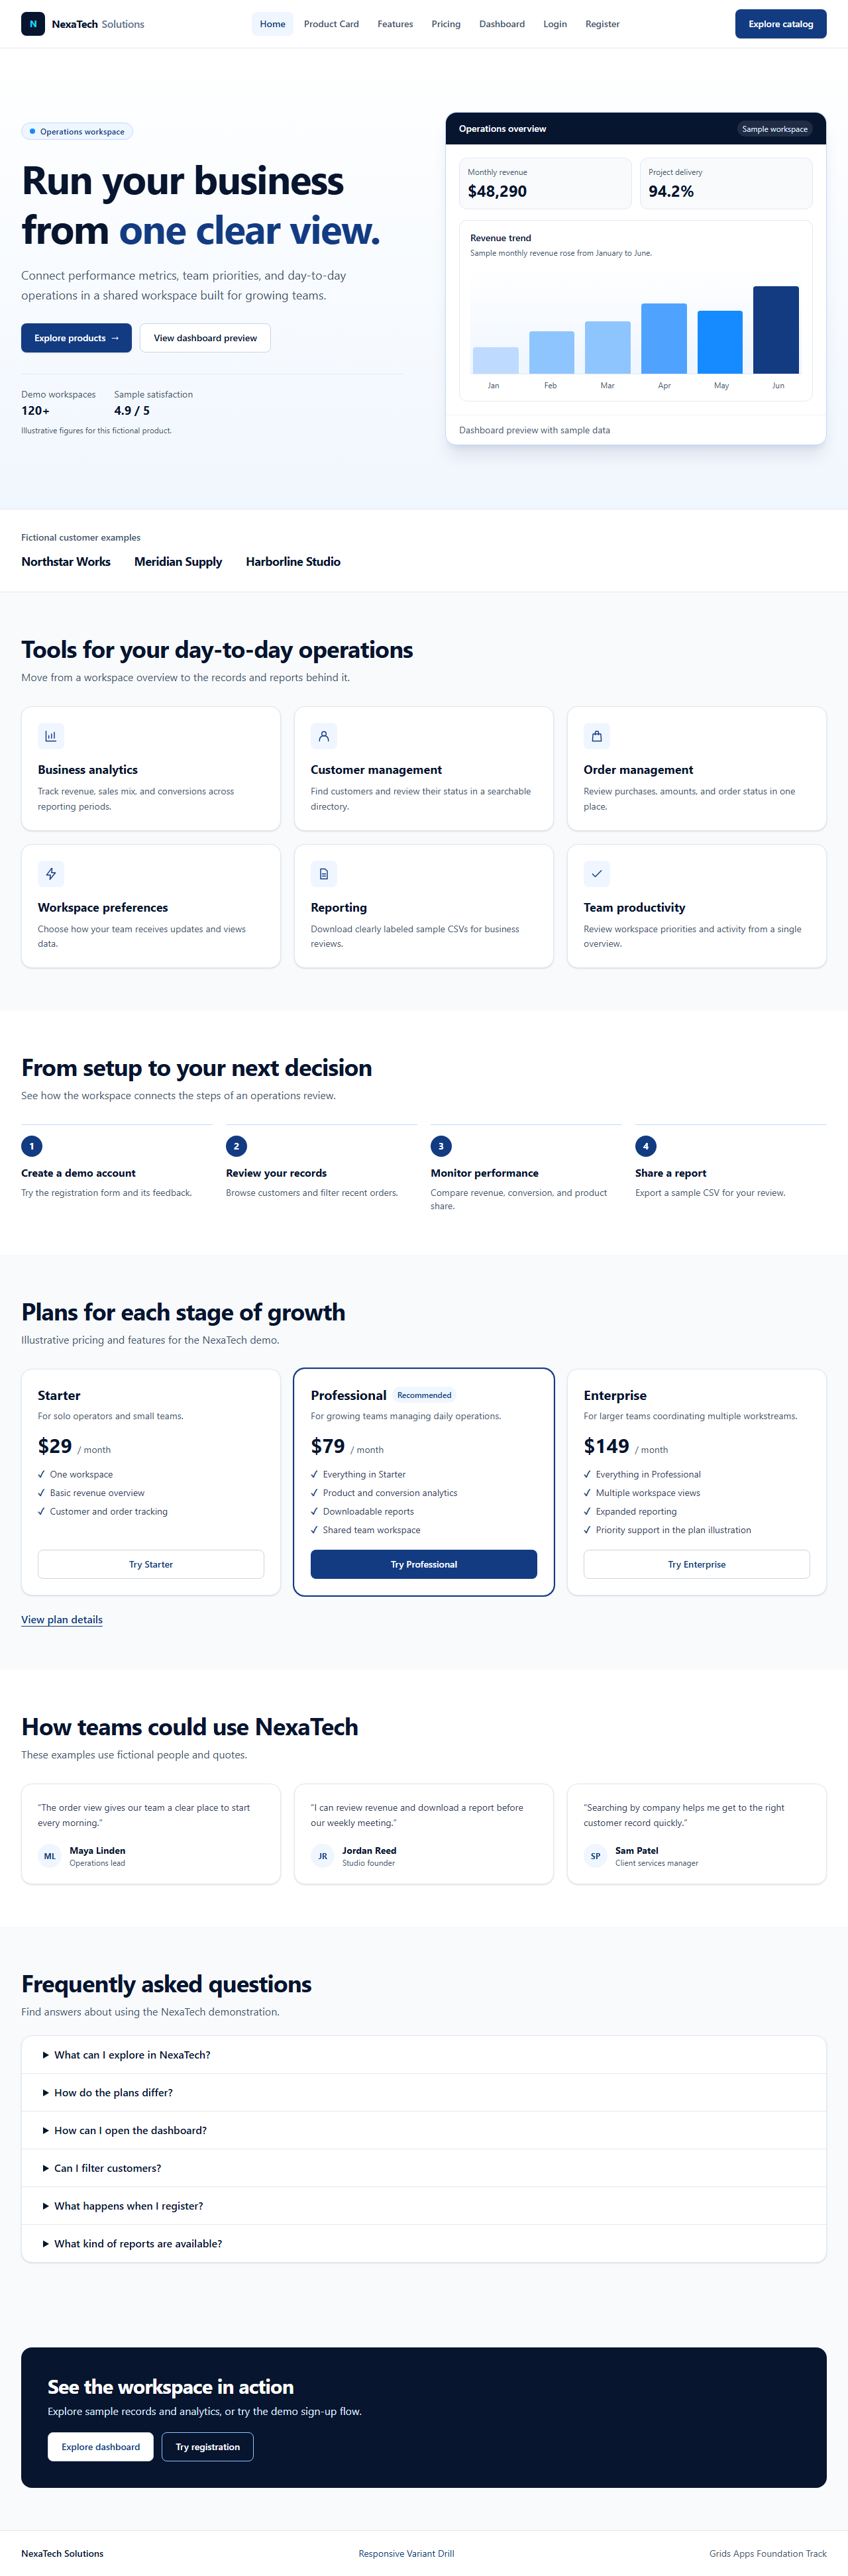 N NexaTech Solutions Home Product Card Features Pricing Dashboard Login Register Explore catalog
Operations workspace
Run your business
from one clear view.
Connect performance metrics, team priorities, and day-to-day
operations in a shared workspace built for growing teams.
Explore products → View dashboard preview
Demo workspaces Sample satisfaction
120+ 4.9 / 5
Illustrative figures for this fictional product.
Operations overview Sample workspace
Monthly revenue Project delivery
$48,290 94.2%
Revenue trend
Sample monthly revenue rose from January to June.
Jan Feb Mar Apr May Jun
Dashboard preview with sample data
Fictional customer examples
Northstar Works Meridian Supply Harborline Studio
Tools for your day-to-day operations
Move from a workspace overview to the records and reports behind it.
Business analytics
Track revenue, sales mix, and conversions across
reporting periods.
Customer management
Find customers and review their status in a searchable
directory.
Order management
Review purchases, amounts, and order status in one
place.
Workspace preferences
Choose how your team receives updates and views
data.
Reporting
Download clearly labeled sample CSVs for business
reviews.
Team productivity
Review workspace priorities and activity from a single
overview.
From setup to your next decision
See how the workspace connects the steps of an operations review.
1
Create a demo account
Try the registration form and its feedback.
2
Review your records
Browse customers and filter recent orders.
3
Monitor performance
Compare revenue, conversion, and product
share.
4
Share a report
Export a sample CSV for your review.
Plans for each stage of growth
Illustrative pricing and features for the NexaTech demo.
Starter
For solo operators and small teams.
$29 / month
✓ One workspace
✓ Basic revenue overview
✓ Customer and order tracking
Try Starter
Professional Recommended
For growing teams managing daily operations.
$79 / month
✓ Everything in Starter
✓ Product and conversion analytics
✓ Downloadable reports
✓ Shared team workspace
Try Professional
Enterprise
For larger teams coordinating multiple workstreams.
$149 / month
✓ Everything in Professional
✓ Multiple workspace views
✓ Expanded reporting
✓ Priority support in the plan illustration
Try Enterprise
View plan details
How teams could use NexaTech
These examples use fictional people and quotes.
“The order view gives our team a clear place to start
every morning.”
ML Maya Linden
Operations lead
“I can review revenue and download a report before
our weekly meeting.”
JR Jordan Reed
Studio founder
“Searching by company helps me get to the right
customer record quickly.”
SP Sam Patel
Client services manager
Frequently asked questions
Find answers about using the NexaTech demonstration.
What can I explore in NexaTech?
How do the plans differ?
How can I open the dashboard?
Can I filter customers?
What happens when I register?
What kind of reports are available?
See the workspace in action
Explore sample records and analytics, or try the demo sign-up flow.
Explore dashboard Try registration
NexaTech Solutions Responsive Variant Drill Grids Apps Foundation Track